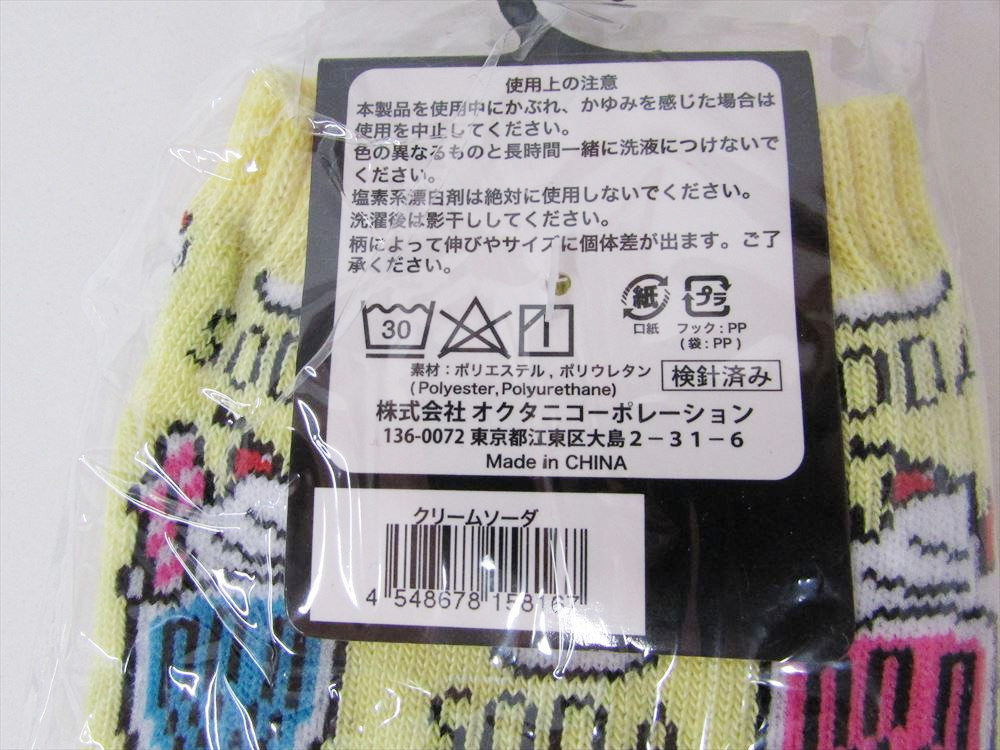 使用上の注意
本製品を使用中にかぶれ、かゆみを感じた場合は
使用を中止してください。
色の異なるものと長時間一緒に洗液につけないで
ください。
塩素系漂白剤は絶対に使用しないでください。
洗濯後は影干ししてください。
柄によって伸びやサイズに個体差が出ます。ご了
承ください。
30
紙 プラ
口紙 フック:PP
(袋:PP)
素材:ポリエステル, ポリウレタン
(Polyester,Polyurethane)
検針済み
株式会社 オクタニコーポレーション
136-0072 東京都江東区大島2-31-6
Made in CHINA
クリームソーダ
4 548678 158167
SODA
SODA
SODA